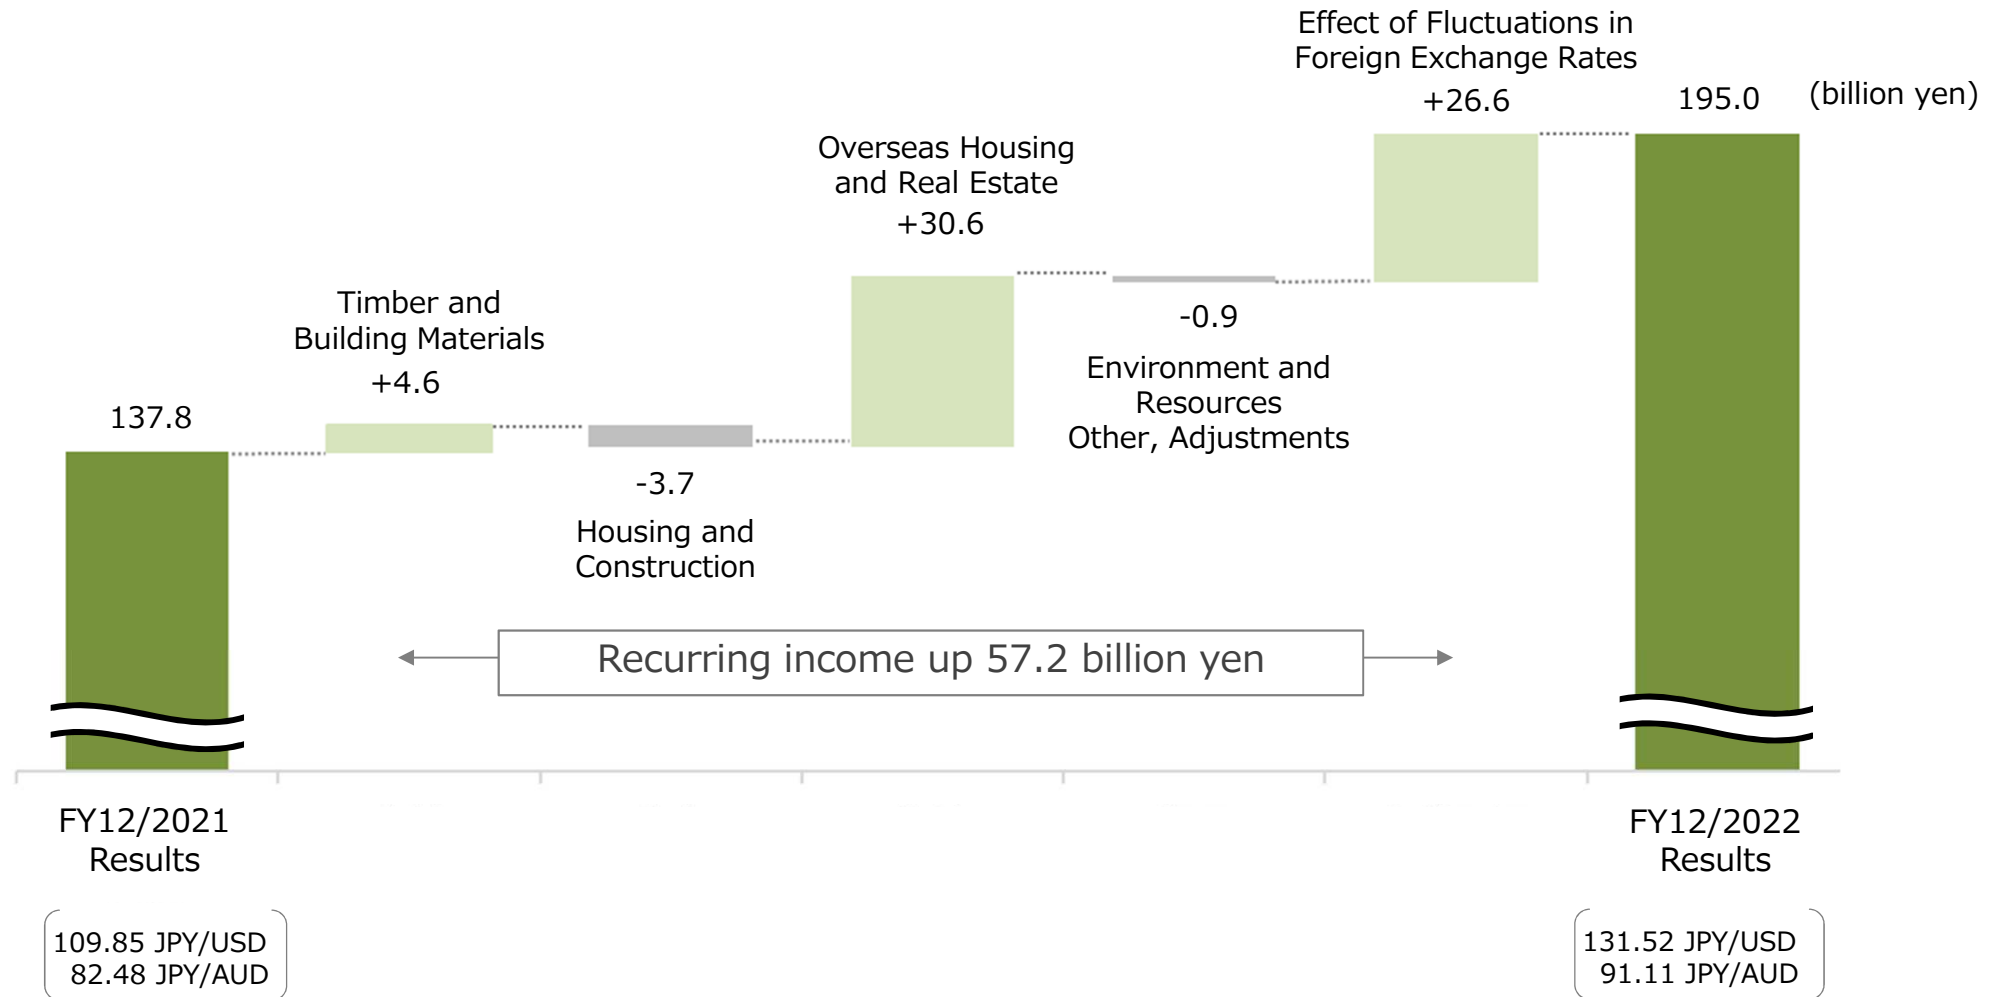 Effect of Fluctuations in
Foreign Exchange Rates
+26.6
195.0
(billion yen)
Overseas Housing
and Real Estate
+30.6
Timber and
Building Materials
+4.6
137.8
-0.9
Environment and
Resources
Other, Adjustments
-3.7
Housing and
Construction
Recurring income up 57.2 billion yen
FY12/2021
Results
109.85 JPY/USD
82.48 JPY/AUD
FY12/2022
Results
131.52 JPY/USD
91.11 JPY/AUD